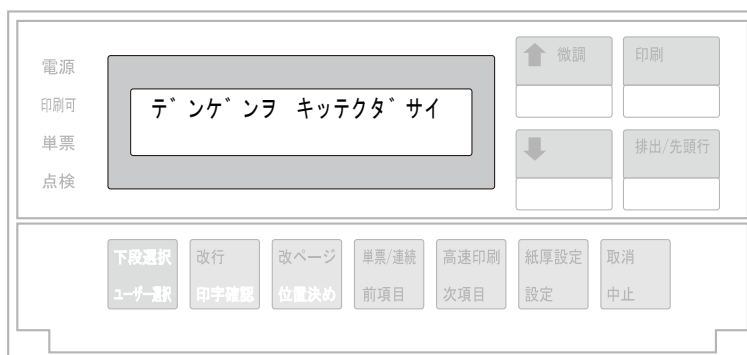 電源
印刷可
単票
点検
デンゲンヲ キッテクダサイ
微調
印刷
排出/先頭行
下段選択
ユーザー選択
改行
印字確認
改ページ
位置決め
単票/連続
前項目
高速印刷
次項目
紙厚設定
設定
取消
中止